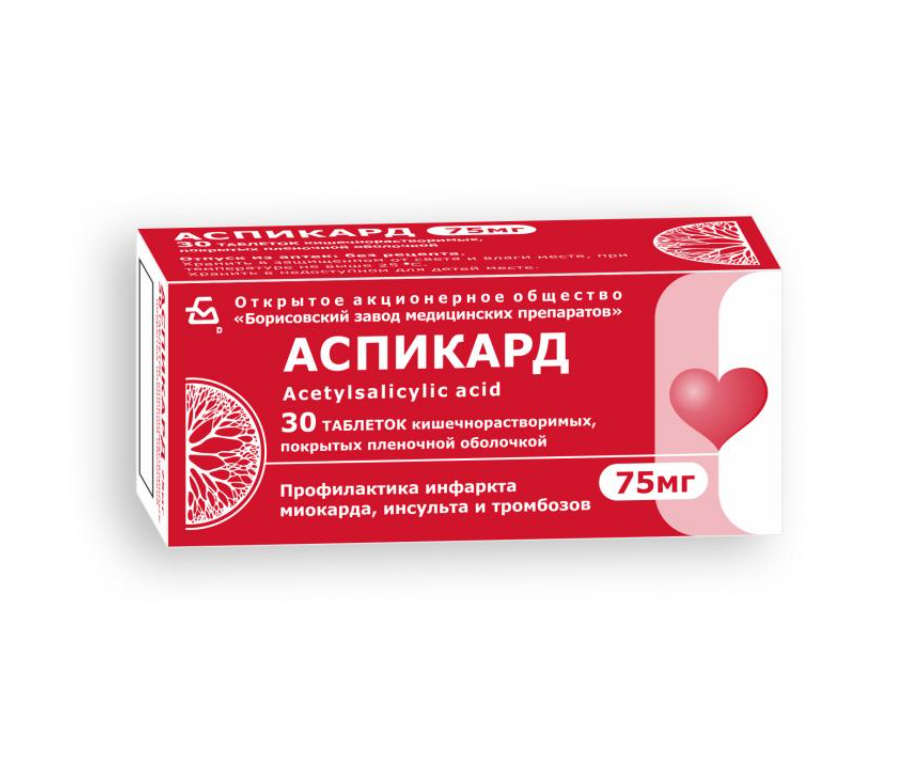 АСПИКАРД 75мг
30 ТАБЛЕТОК кишечнорастворимых,
покрытых пленочной оболочкой
Отпуск из аптек: без рецепта.
Хранить в защищенном от света и влаги месте, при
температуре не выше 25 °С.
Хранить в недоступном для детей месте.
Открытое акционерное общество
«Борисовский завод медицинских препаратов»
АСПИКАРД
Acetylsalicylic acid
30 ТАБЛЕТОК кишечнорастворимых,
покрытых пленочной оболочкой
75мг
Профилактика инфаркта
миокарда, инсульта и тромбозов
D
АСПИКАРД 75мг